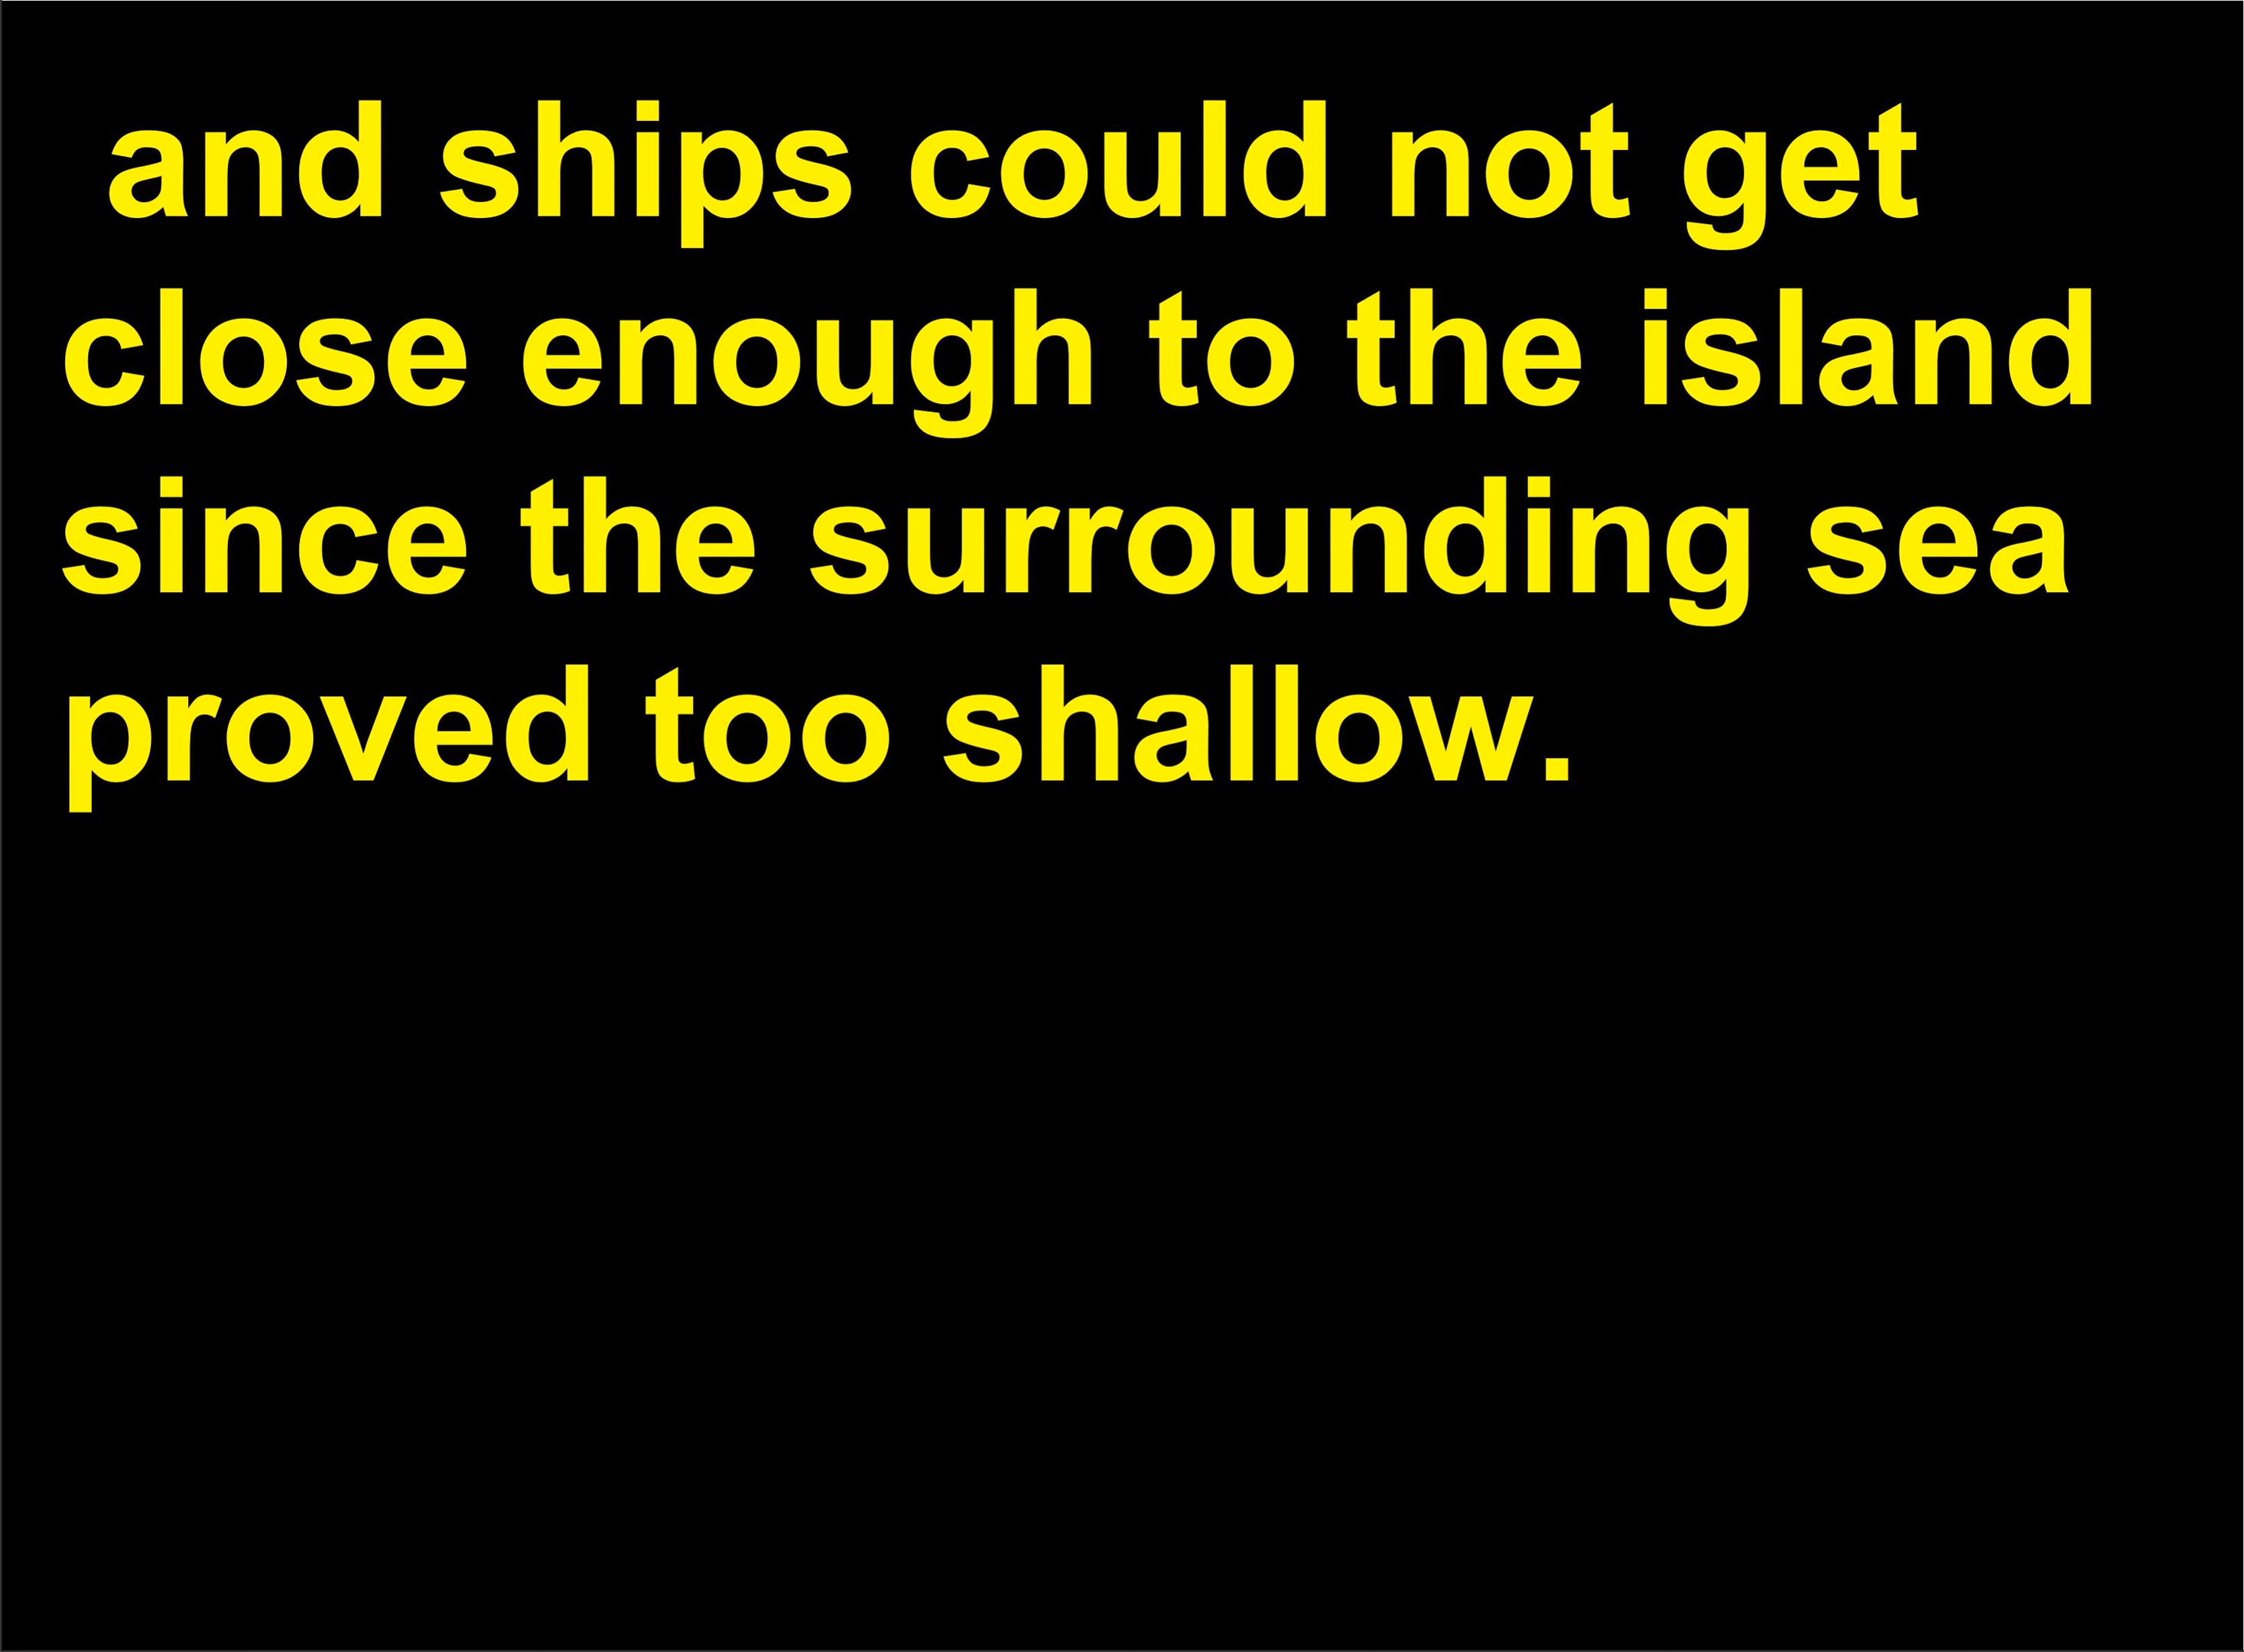 and ships could not get
close enough to the island
since the surrounding sea
proved too shallow.